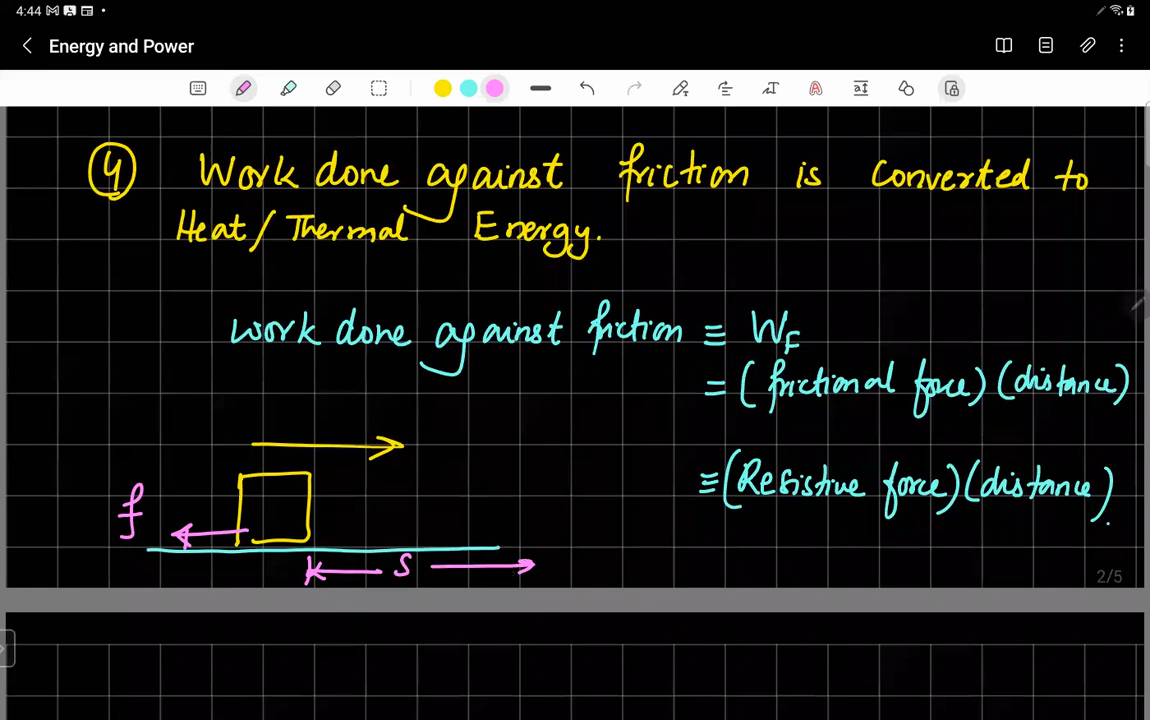 4:44
Energy and Power
4 Work done against friction is converted to
Heat/Thermal Energy.
work done against friction ≡ WF
= (frictional force) (distance)
≡ (Resistive force) (distance)
f
s
2/5